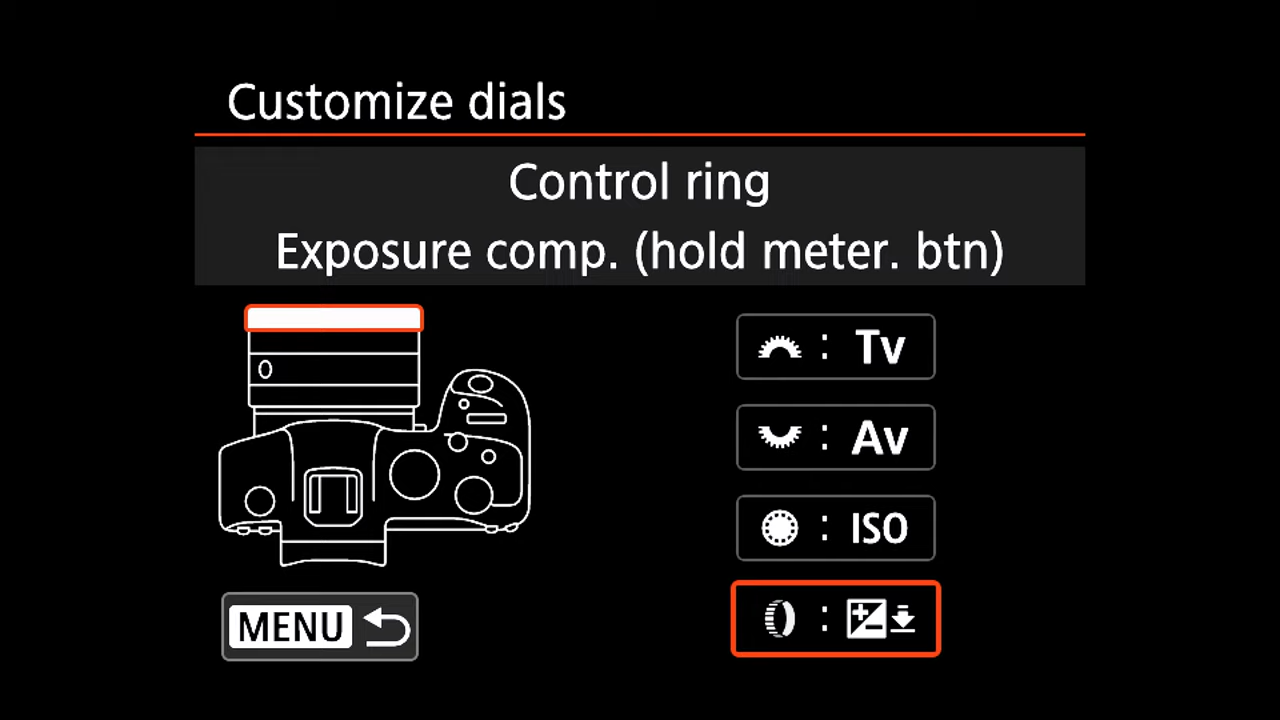 Customize dials
Control ring
Exposure comp. (hold meter. btn)
: Tv
: Av
: ISO
:
MENU